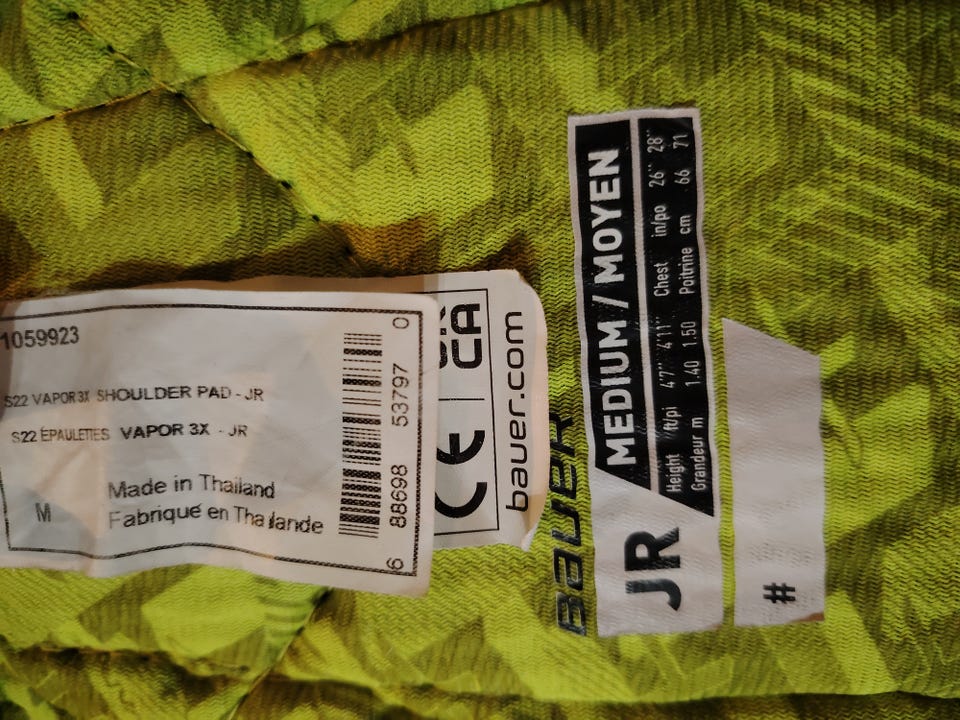 1059923
S22 VAPOR 3X SHOULDER PAD - JR
S22 ÉPAULETTES VAPOR 3X - JR
M
Made in Thailand
Fabriqué en Thaïlande
6 88698 53797 0
CE
UK
CA
bauer.com
BAUER
JR
MEDIUM / MOYEN
Height ft/pi 4'7" 4'11" Chest in/po 26" 28"
Grandeur m 1.40 1.50 Poitrine cm 66 71
#